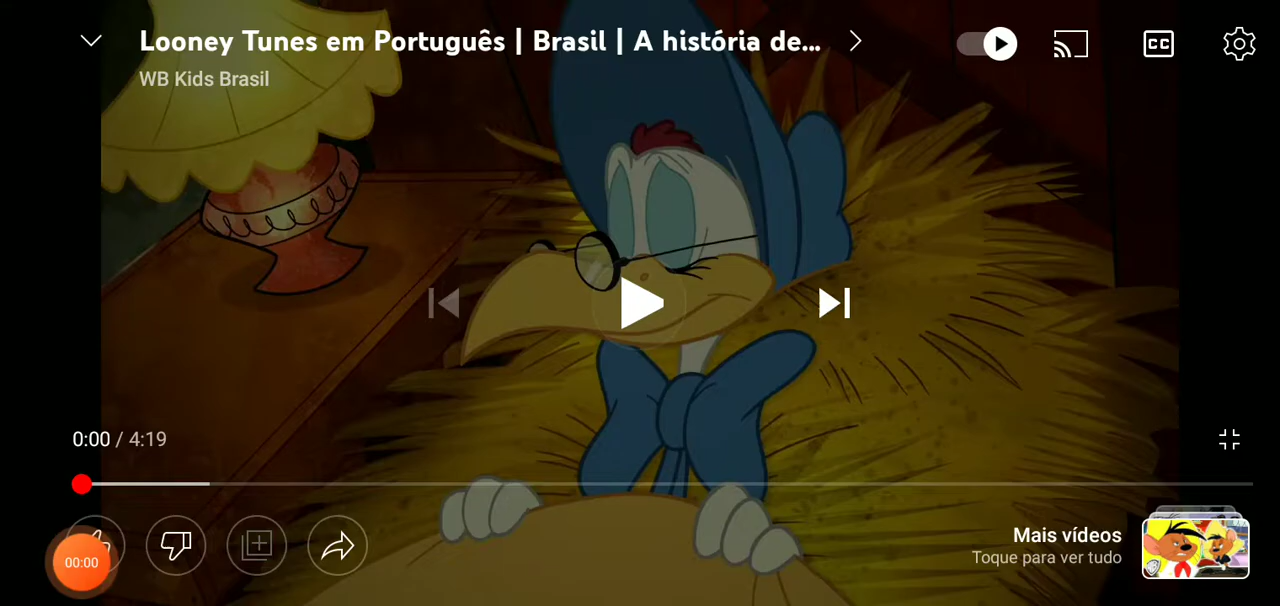 Looney Tunes em Português | Brasil | A história de...
WB Kids Brasil
CC
0:00 / 4:19
Mais vídeos
Toque para ver tudo
00:00